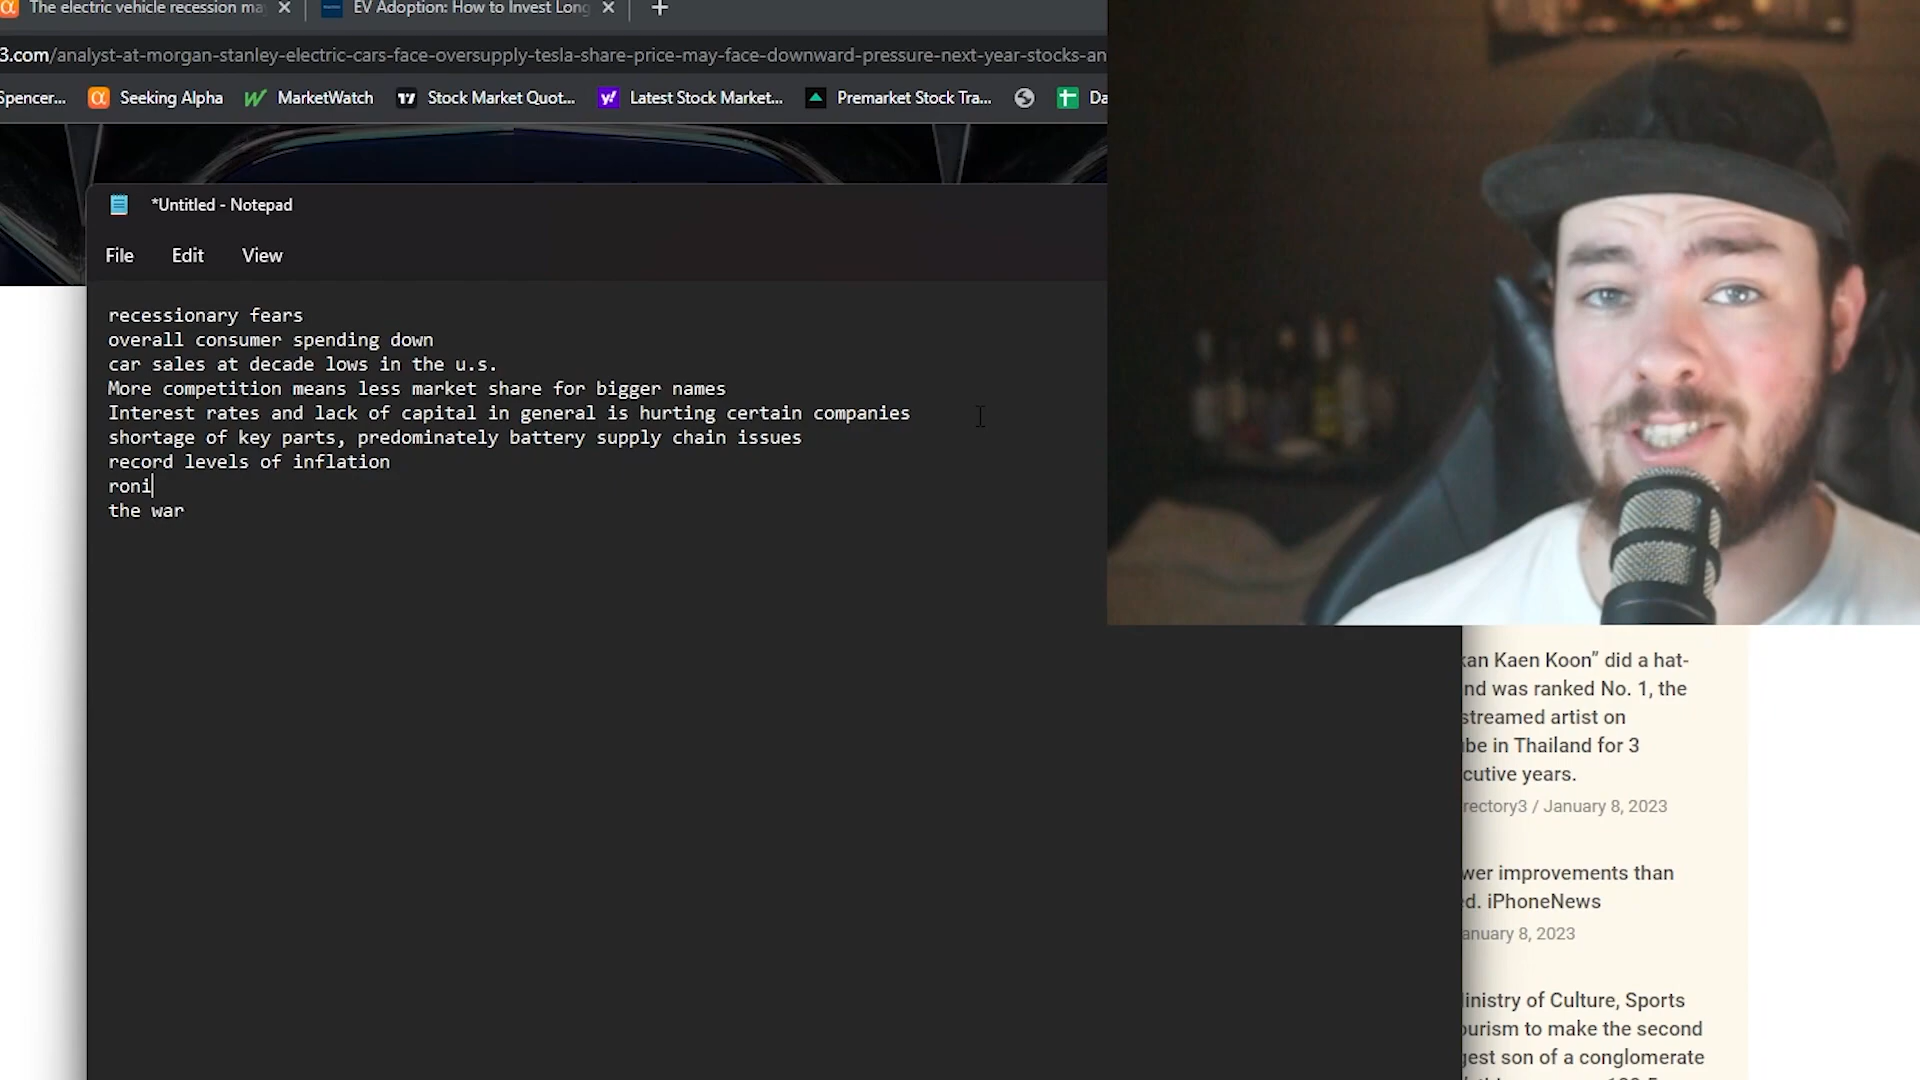 The electric vehicle recession ma
EV Adoption: How to Invest Long
3.com/analyst-at-morgan-stanley-electric-cars-face-oversupply-tesla-share-price-may-face-downward-pressure-next-year-stocks-an
Spencer... Seeking Alpha MarketWatch Stock Market Quot... Latest Stock Market... Premarket Stock Tra... Da
*Untitled - Notepad
File Edit View
recessionary fears
overall consumer spending down
car sales at decade lows in the u.s.
More competition means less market share for bigger names
Interest rates and lack of capital in general is hurting certain companies
shortage of key parts, predominately battery supply chain issues
record levels of inflation
roni
the war
kan Kaen Koon” did a hat-
nd was ranked No. 1, the
streamed artist on
be in Thailand for 3
cutive years.
rectory3 / January 8, 2023
wer improvements than
ed. iPhoneNews
anuary 8, 2023
inistry of Culture, Sports
ourism to make the second
gest son of a conglomerate